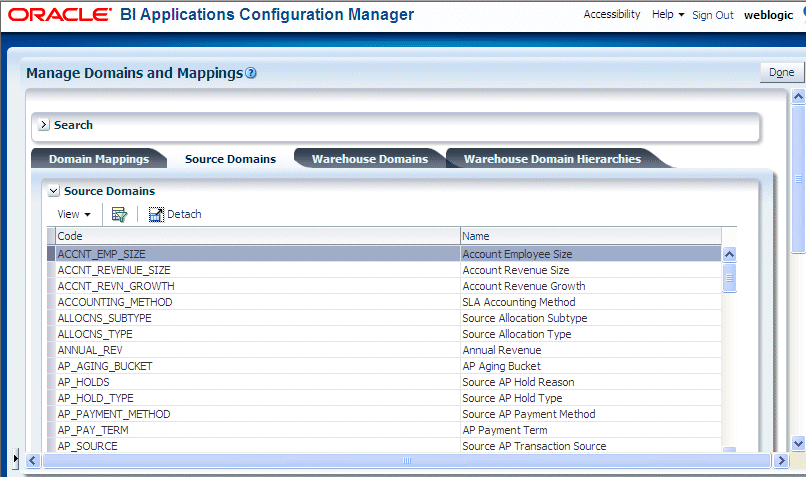 ORACLE BI Applications Configuration Manager Accessibility Help Sign Out weblogic
Manage Domains and Mappings Done
Search
Domain Mappings Source Domains Warehouse Domains Warehouse Domain Hierarchies
Source Domains
View Detach
Code Name
ACCNT_EMP_SIZE Account Employee Size
ACCNT_REVENUE_SIZE Account Revenue Size
ACCNT_REVN_GROWTH Account Revenue Growth
ACCOUNTING_METHOD SLA Accounting Method
ALLOCNS_SUBTYPE Source Allocation Subtype
ALLOCNS_TYPE Source Allocation Type
ANNUAL_REV Annual Revenue
AP_AGING_BUCKET AP Aging Bucket
AP_HOLDS Source AP Hold Reason
AP_HOLD_TYPE Source AP Hold Type
AP_PAYMENT_METHOD Source AP Payment Method
AP_PAY_TERM AP Payment Term
AP_SOURCE Source AP Transaction Source